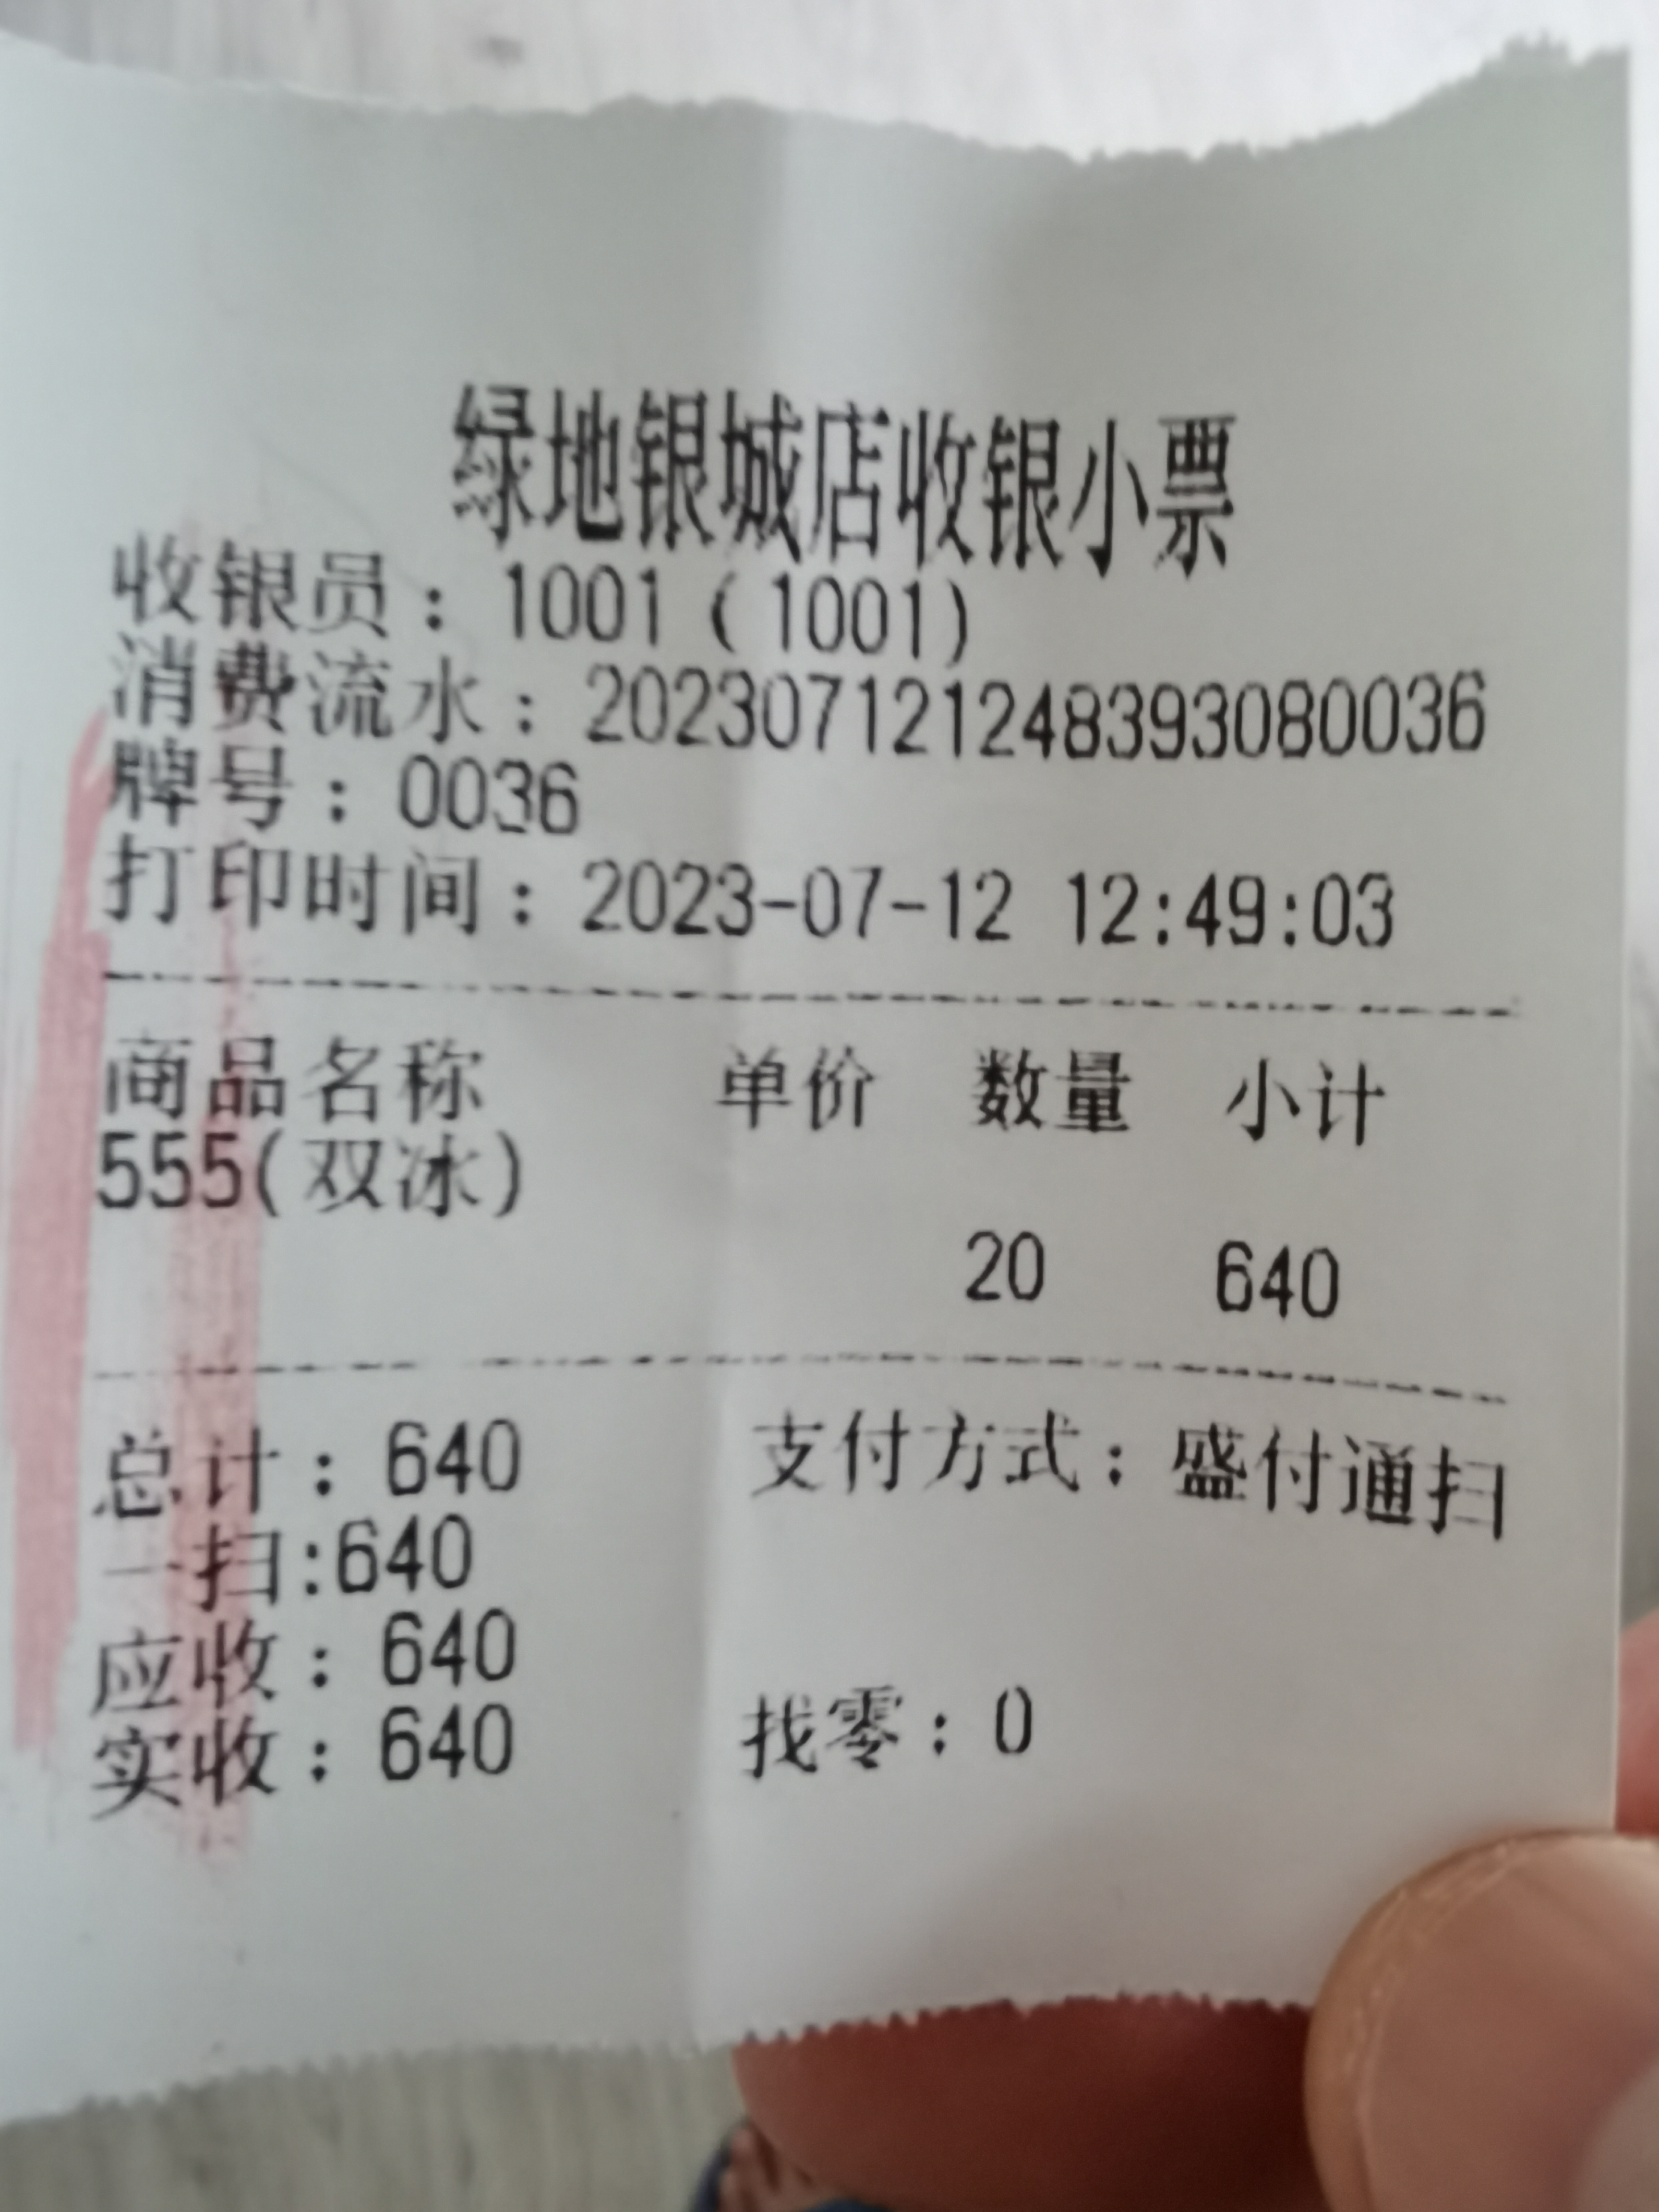 绿地银城店收银小票
收银员：1001（1001）
消费流水：202307121248393080036
牌号：0036
打印时间：2023-07-12 12:49:03
商品名称 单价 数量 小计
555(双冰)
20 640
总计：640 支付方式：盛付通扫
一扫:640
应收：640
实收：640 找零：0